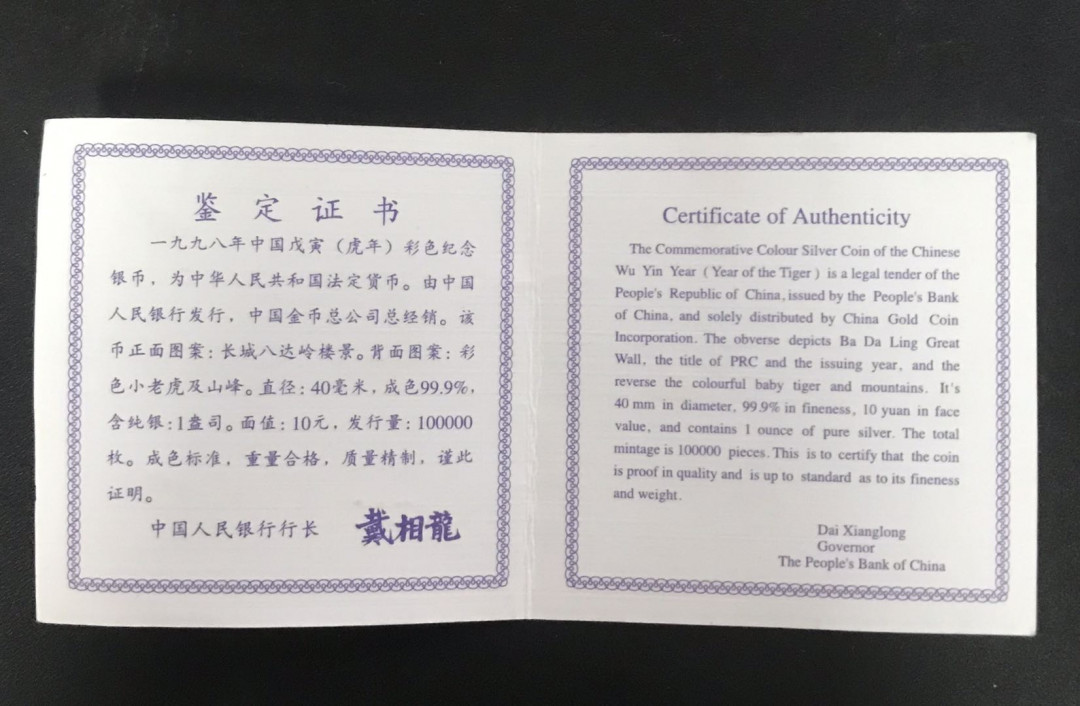 鉴定证书
一九九八年中国戊寅（虎年）彩色纪念
银币，为中华人民共和国法定货币。由中国
人民银行发行，中国金币总公司总经销。该
币正面图案：长城八达岭楼景。背面图案：彩
色小老虎及山峰。直径：40毫米，成色99.9%，
含纯银：1盎司。面值：10元，发行量：100000
枚。成色标准，重量合格，质量精制，谨此
证明。
中国人民银行行长 戴相龍
Certificate of Authenticity
The Commemorative Colour Silver Coin of the Chinese
Wu Yin Year ( Year of the Tiger ) is a legal tender of the
People's Republic of China, issued by the People's Bank
of China, and solely distributed by China Gold Coin
Incorporation. The obverse depicts Ba Da Ling Great
Wall, the title of PRC and the issuing year, and the
reverse the colourful baby tiger and mountains. It's
40 mm in diameter, 99.9% in fineness, 10 yuan in face
value, and contains 1 ounce of pure silver. The total
mintage is 100000 pieces. This is to certify that the coin
is proof in quality and is up to standard as to its fineness
and weight.
Dai Xianglong
Governor
The People's Bank of China